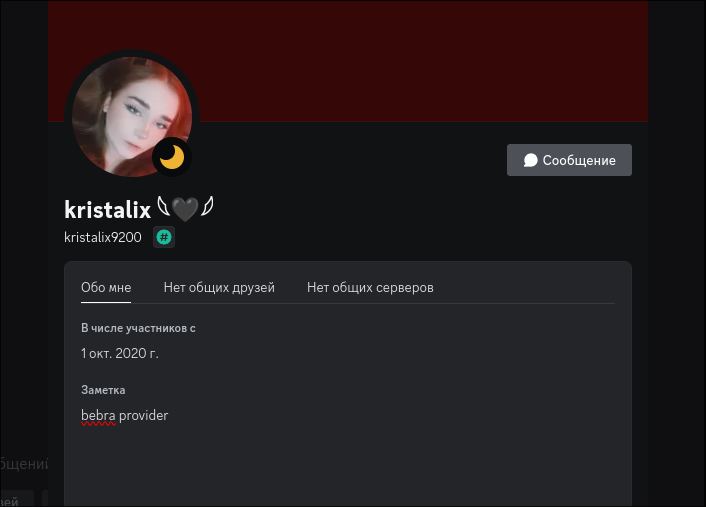 Сообщение
kristalix
kristalix9200 #
Обо мне Нет общих друзей Нет общих серверов
В числе участников с
1 окт. 2020 г.
Заметка
bebra provider